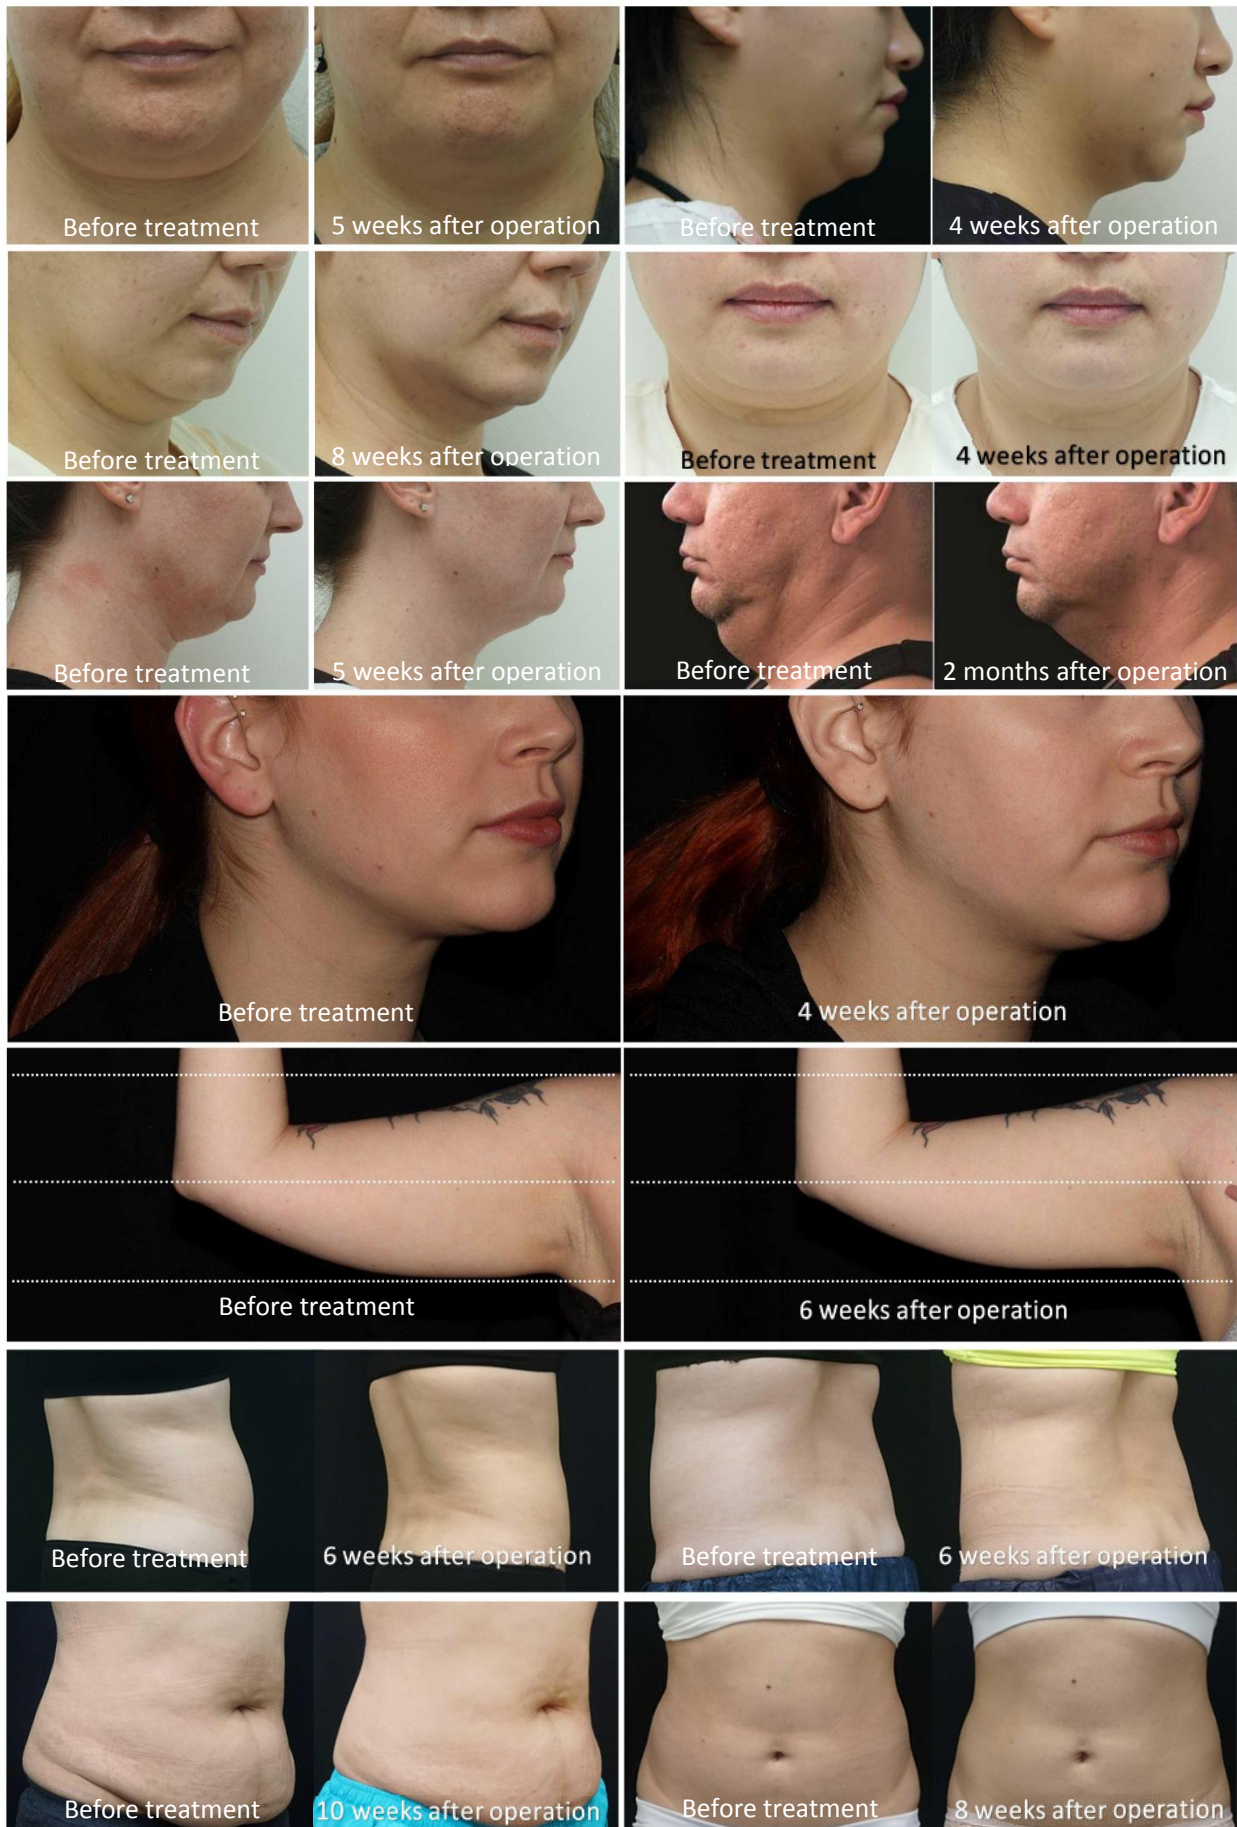 Before treatment
5 weeks after operation
Before treatment
4 weeks after operation
Before treatment
8 weeks after operation
Before treatment
4 weeks after operation
Before treatment
5 weeks after operation
Before treatment
2 months after operation
Before treatment
4 weeks after operation
Before treatment
6 weeks after operation
Before treatment
6 weeks after operation
Before treatment
6 weeks after operation
Before treatment
10 weeks after operation
Before treatment
8 weeks after operation